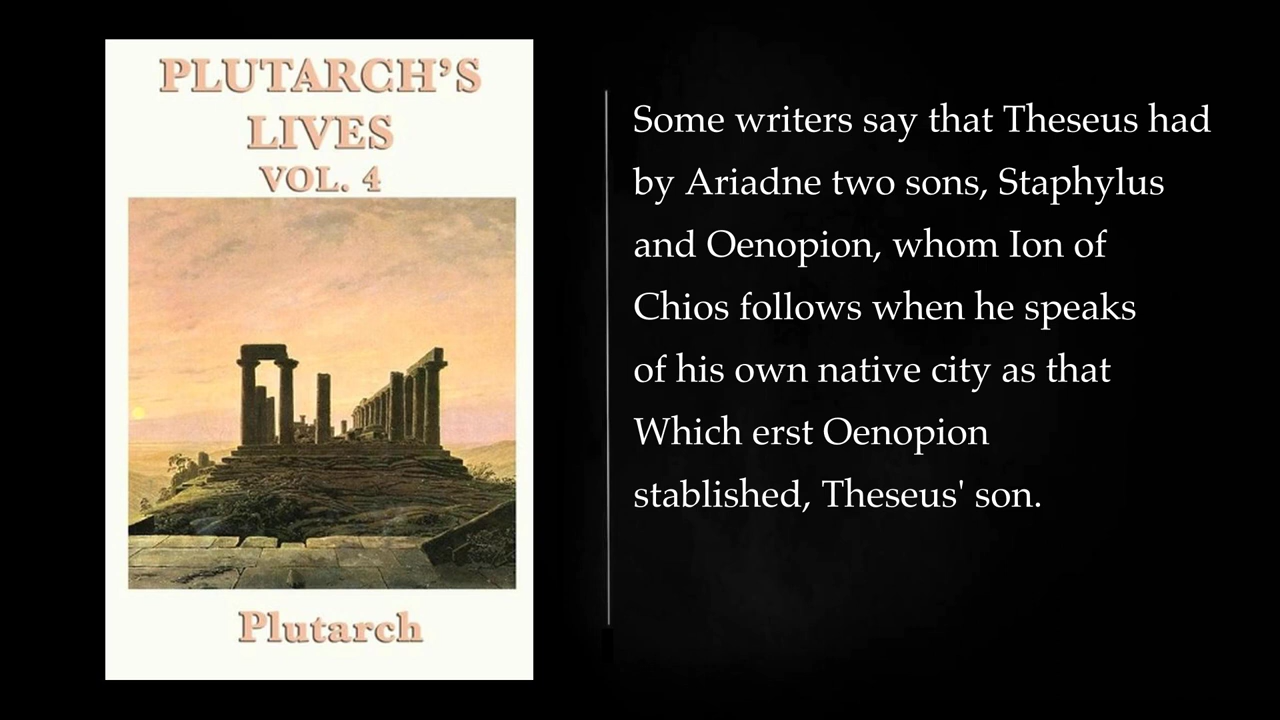 PLUTARCH'S
LIVES
VOL. 4
Plutarch
Some writers say that Theseus had
by Ariadne two sons, Staphylus
and Oenopion, whom Ion of
Chios follows when he speaks
of his own native city as that
Which erst Oenopion
stablished, Theseus' son.